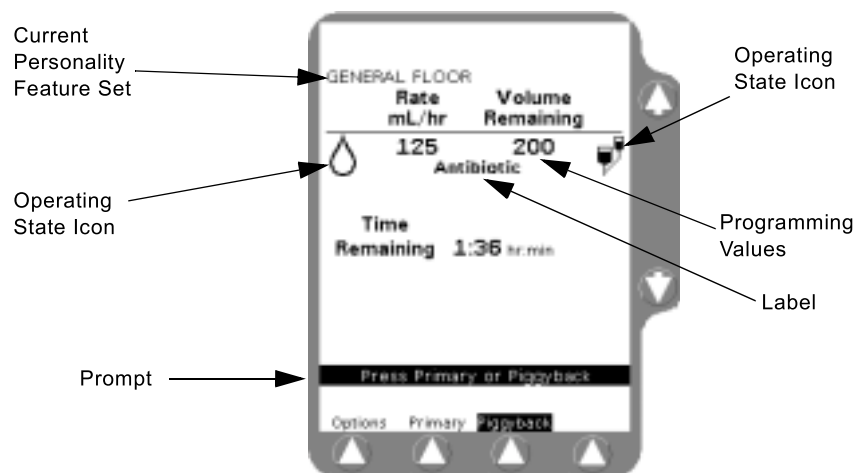 Current
Personality
Feature Set
Operating
State Icon
GENERAL FLOOR
Rate
mL/hr
Volume
Remaining
125
200
Antibiotic
Operating
State Icon
Time
Remaining 1:36 hr:min
Programming
Values
Label
Prompt
Press Primary or Piggyback
Options Primary Piggyback